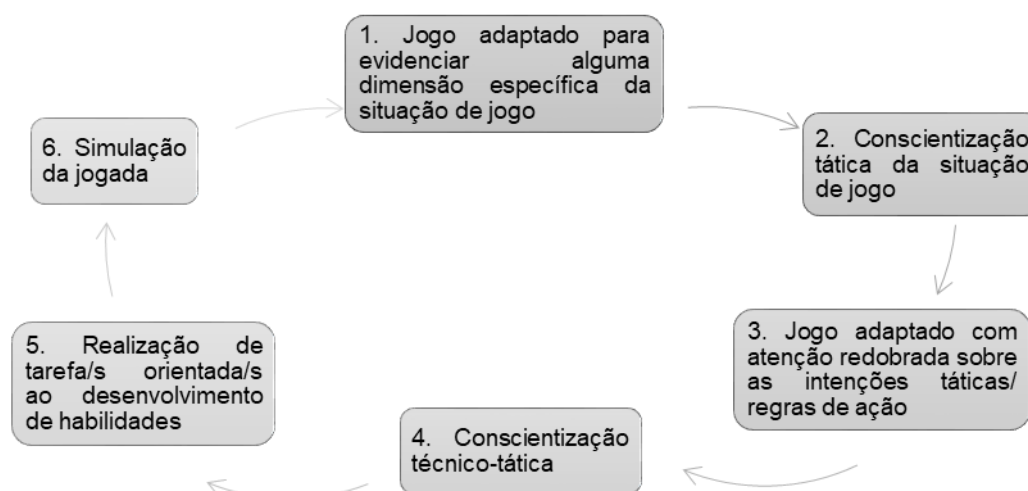 1. Jogo adaptado para
evidenciar alguma
dimensão específica da
situação de jogo
2. Conscientização
tática da situação
de jogo
3. Jogo adaptado com
atenção redobrada sobre
as intenções táticas/
regras de ação
4. Conscientização
técnico-tática
5. Realização de
tarefa/s orientada/s
ao desenvolvimento
de habilidades
6. Simulação
da jogada